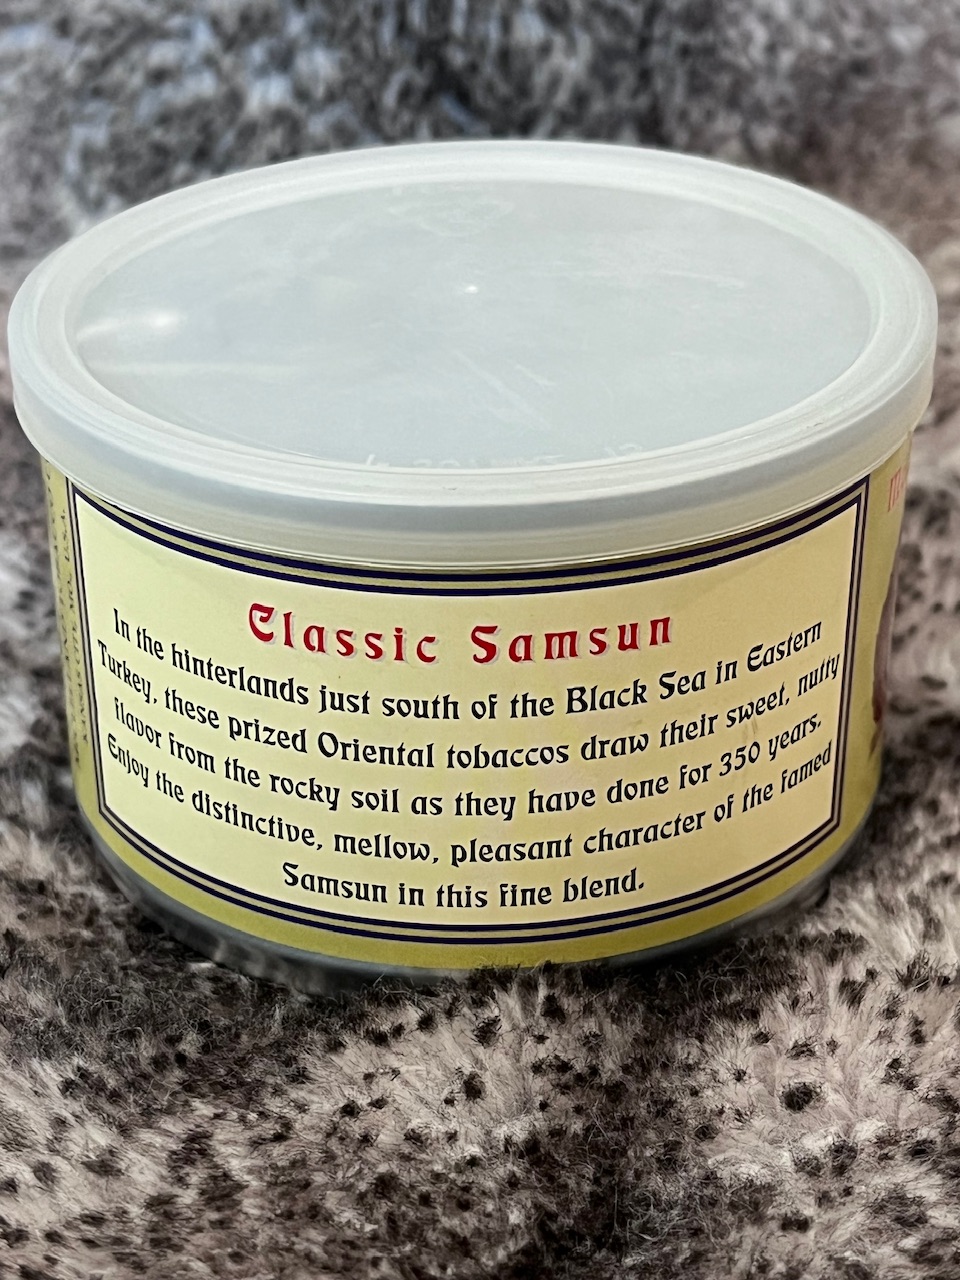 Classic Samsun
In the hinterlands just south of the Black Sea in Eastern
Turkey, these prized Oriental tobaccos draw their sweet, nutty
flavor from the rocky soil as they have done for 350 years.
Enjoy the distinctive, mellow, pleasant character of the famed
Samsun in this fine blend.